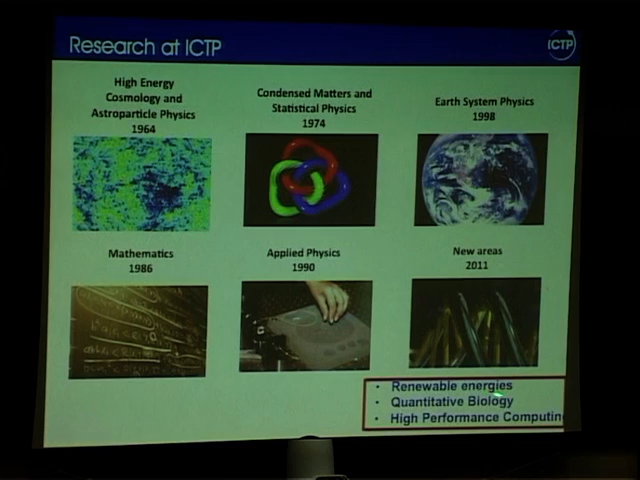 Research at ICTP
ICTP
High Energy
Cosmology and
Astroparticle Physics
1964
Condensed Matters and
Statistical Physics
1974
Earth System Physics
1998
Mathematics
1986
Applied Physics
1990
New areas
2011
• Renewable energies
• Quantitative Biology
• High Performance Computin